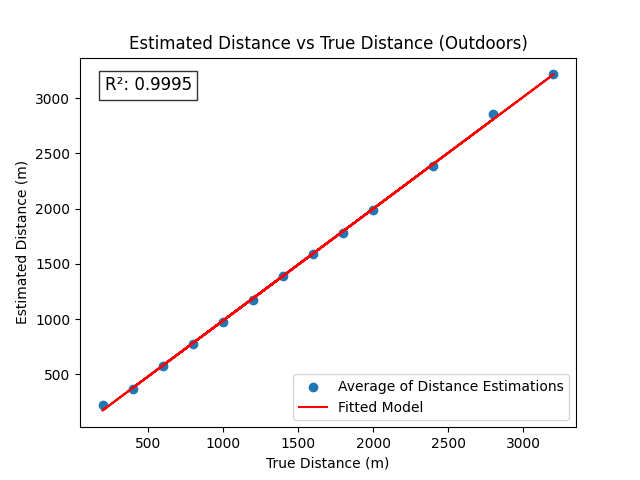 Estimated Distance vs True Distance (Outdoors)
R²: 0.9995
Estimated Distance (m)
3000
2500
2000
1500
1000
500
Average of Distance Estimations
Fitted Model
500 1000 1500 2000 2500 3000
True Distance (m)